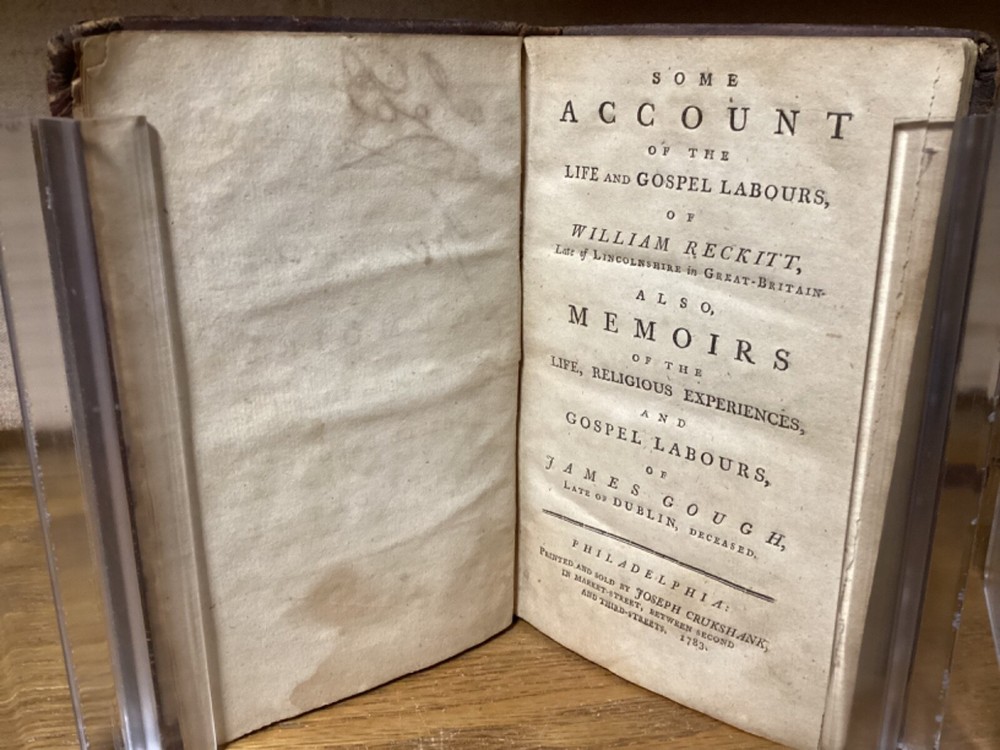 SOME
ACCOUNT
OF THE
LIFE AND GOSPEL LABOURS,
OF
WILLIAM RECKITT,
Late of LINCOLNSHIRE in GREAT-BRITAIN.
ALSO,
MEMOIRS
OF THE
LIFE, RELIGIOUS EXPERIENCES,
AND
GOSPEL LABOURS,
OF
JAMES GOUGH,
LATE OF DUBLIN, DECEASED.
PHILADELPHIA:
PRINTED AND SOLD BY JOSEPH CRUKSHANK,
IN MARKET-STREET, BETWEEN SECOND
AND THIRD-STREETS. 1783.